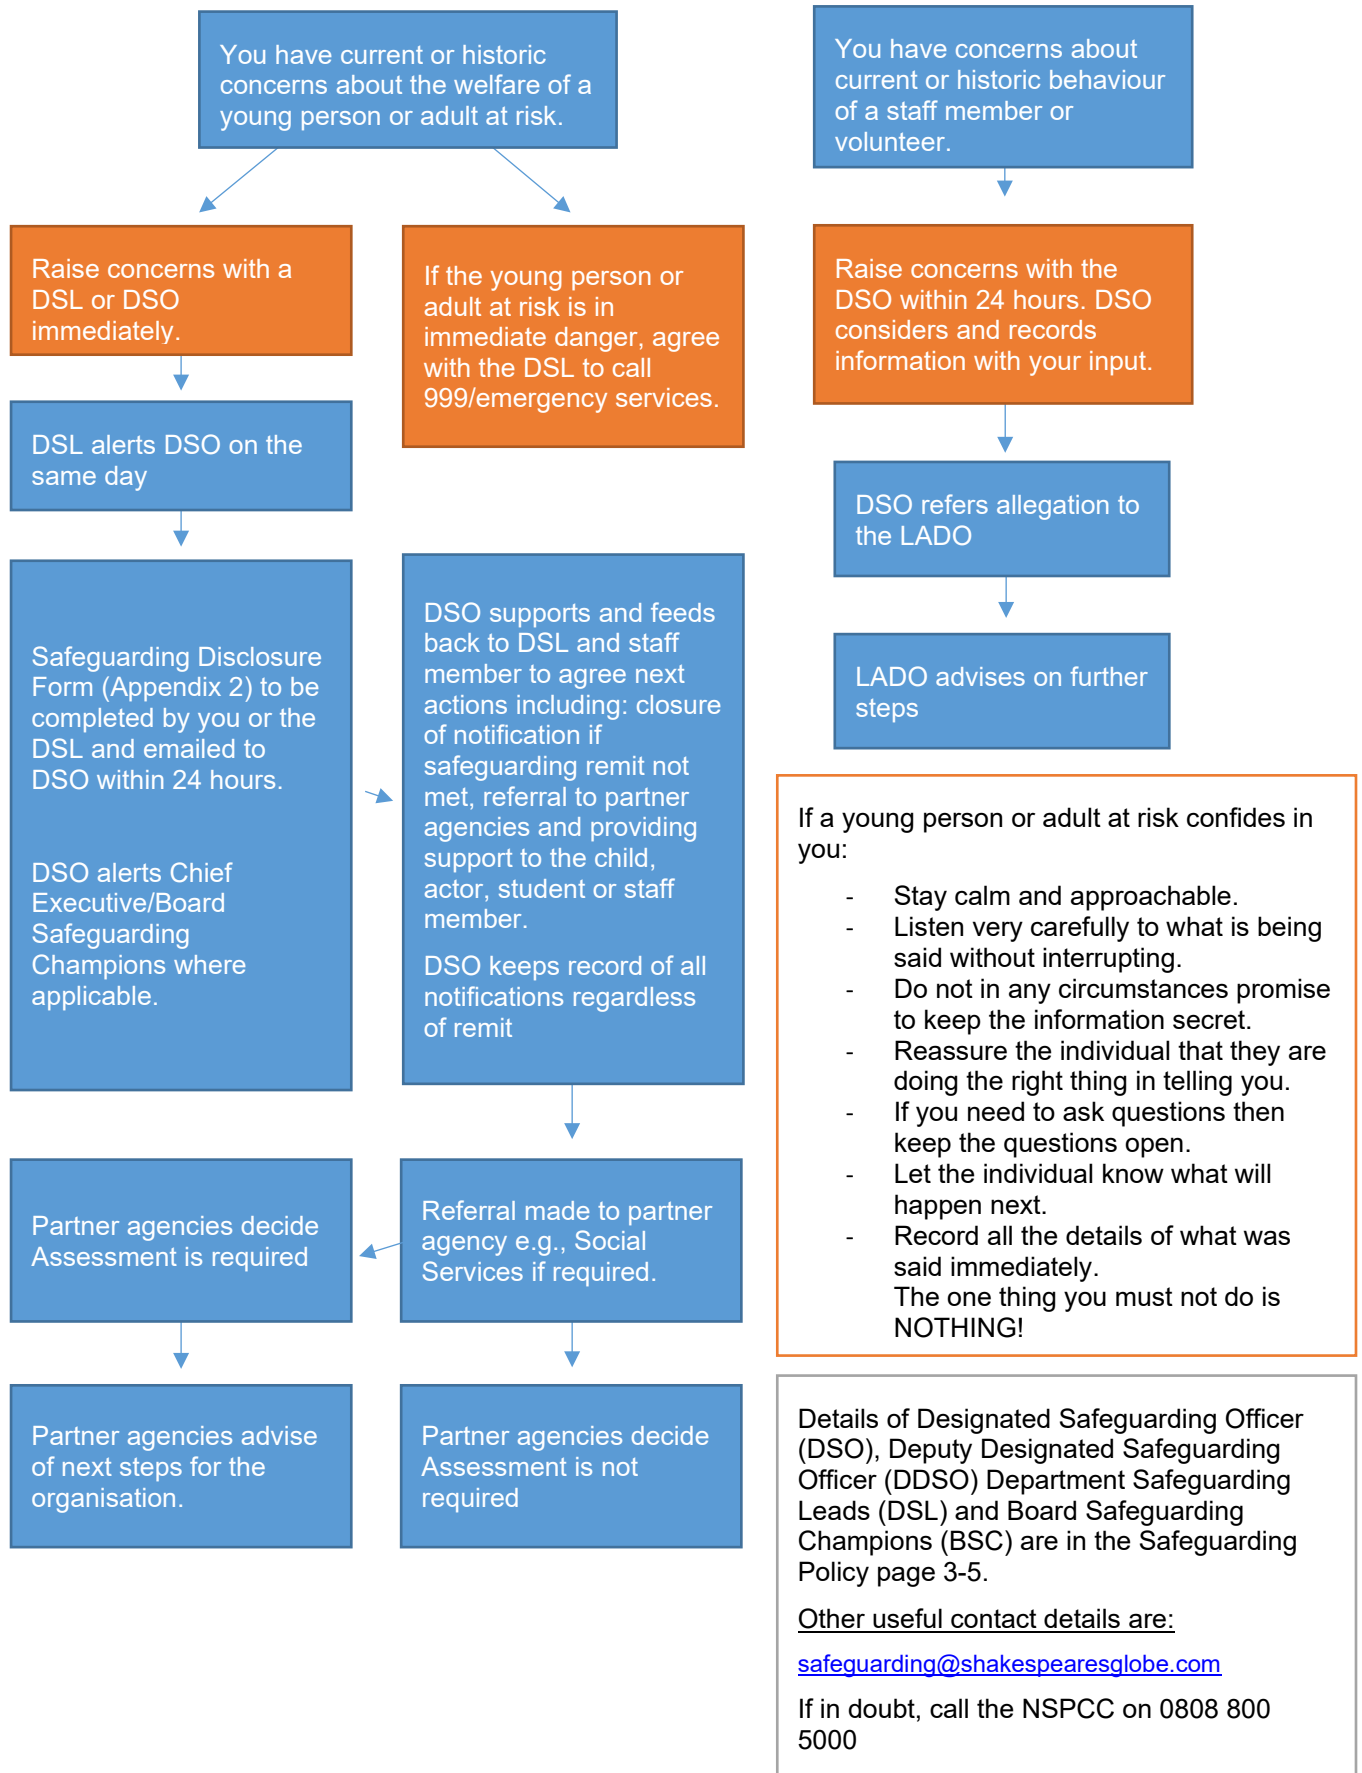 You have current or historic
concerns about the welfare of a
young person or adult at risk.
Raise concerns with a
DSL or DSO
immediately.
If the young person or
adult at risk is in
immediate danger, agree
with the DSL to call
999/emergency services.
DSL alerts DSO on the
same day
Safeguarding Disclosure
Form (Appendix 2) to be
completed by you or the
DSL and emailed to
DSO within 24 hours.
DSO alerts Chief
Executive/Board
Safeguarding
Champions where
applicable.
DSO supports and feeds
back to DSL and staff
member to agree next
actions including: closure
of notification if
safeguarding remit not
met, referral to partner
agencies and providing
support to the child,
actor, student or staff
member.
DSO keeps record of all
notifications regardless
of remit
Partner agencies decide
Assessment is required
Referral made to partner
agency e.g., Social
Services if required.
Partner agencies advise
of next steps for the
organisation.
Partner agencies decide
Assessment is not
required
You have concerns about
current or historic behaviour
of a staff member or
volunteer.
Raise concerns with the
DSO within 24 hours. DSO
considers and records
information with your input.
DSO refers allegation to
the LADO
LADO advises on further
steps
If a young person or adult at risk confides in
you:
- Stay calm and approachable.
- Listen very carefully to what is being
said without interrupting.
- Do not in any circumstances promise
to keep the information secret.
- Reassure the individual that they are
doing the right thing in telling you.
- If you need to ask questions then
keep the questions open.
- Let the individual know what will
happen next.
- Record all the details of what was
said immediately.
The one thing you must not do is
NOTHING!
Details of Designated Safeguarding Officer
(DSO), Deputy Designated Safeguarding
Officer (DDSO) Department Safeguarding
Leads (DSL) and Board Safeguarding
Champions (BSC) are in the Safeguarding
Policy page 3-5.
Other useful contact details are:
safeguarding@shakespearesglobe.com
If in doubt, call the NSPCC on 0808 800
5000